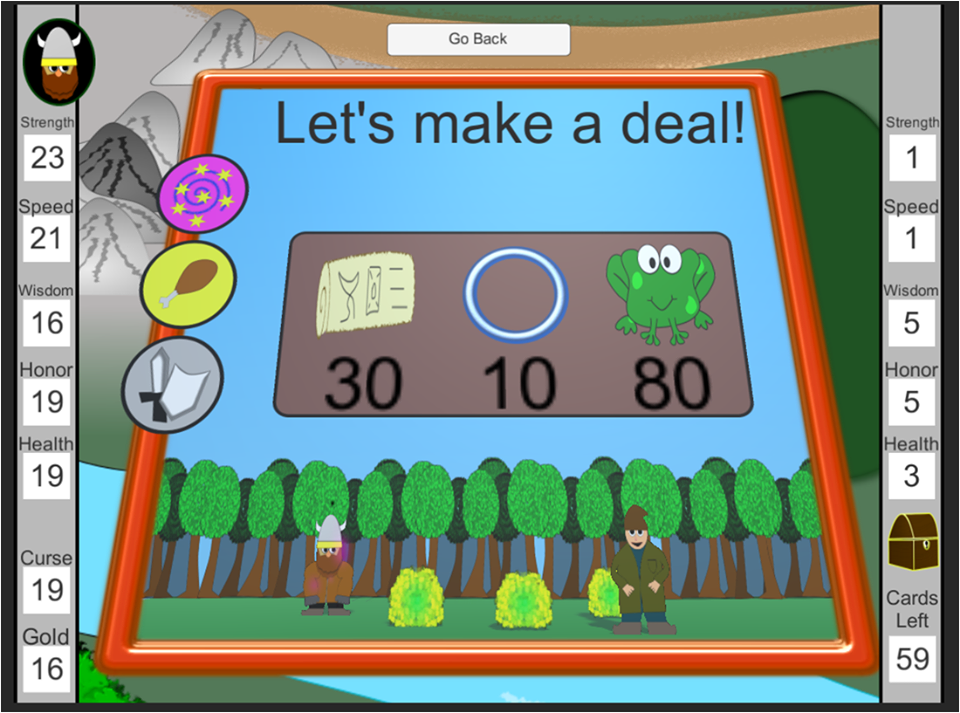 Go Back
Let's make a deal!
Strength
23
Speed
21
Wisdom
16
Honor
19
Health
19
Curse
19
Gold
16
30
10
80
Strength
1
Speed
1
Wisdom
5
Honor
5
Health
3
Cards
Left
59